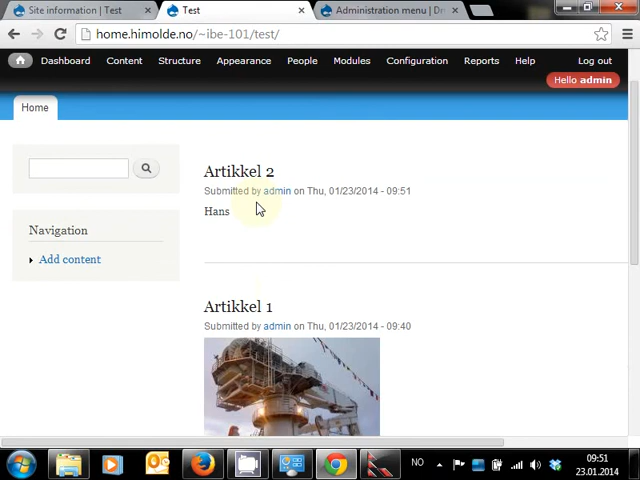 Site information | Test
Test
Administration menu | Dr
home.himolde.no/~ibe-101/test/
Dashboard Content Structure Appearance People Modules Configuration Reports Help Log out
Hello admin
Home
Artikkel 2
Submitted by admin on Thu, 01/23/2014 - 09:51
Hans
Navigation
Add content
Artikkel 1
Submitted by admin on Thu, 01/23/2014 - 09:40
NO
09:51
23.01.2014